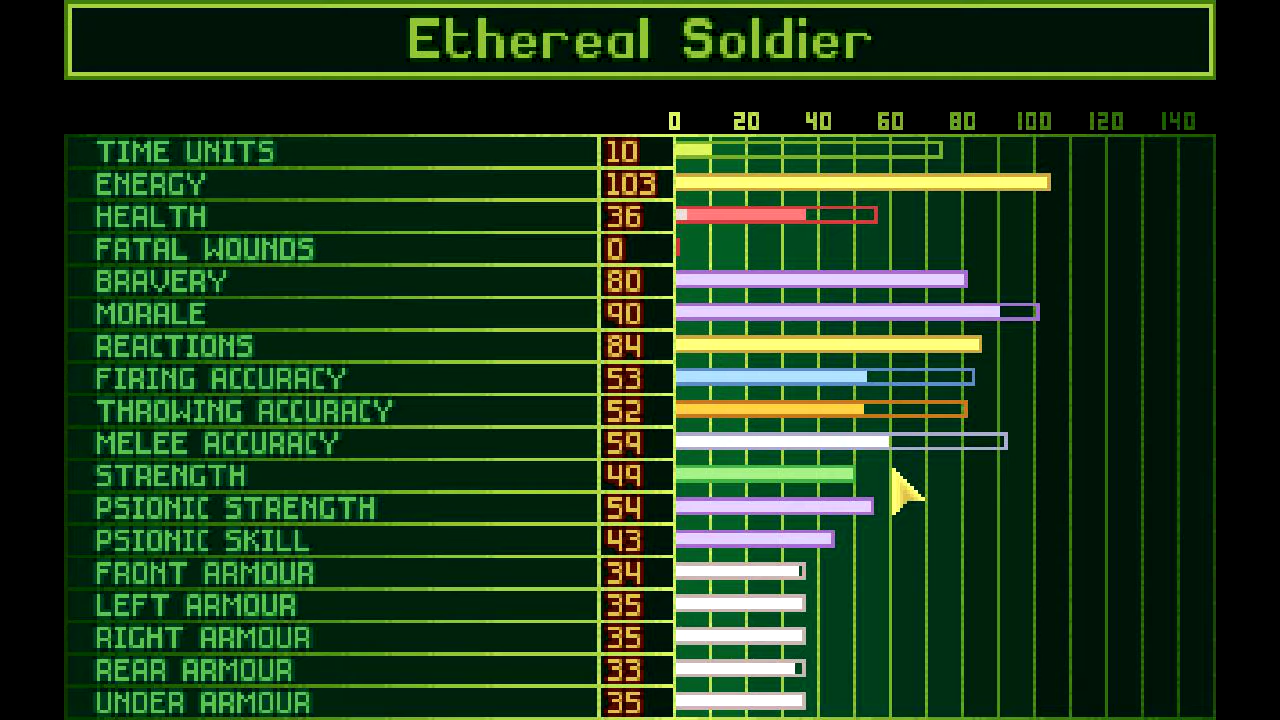 Ethereal Soldier
0 20 40 60 80 100 120 140
TIME UNITS 10
ENERGY 103
HEALTH 36
FATAL WOUNDS 0
BRAVERY 80
MORALE 90
REACTIONS 84
FIRING ACCURACY 53
THROWING ACCURACY 52
MELEE ACCURACY 59
STRENGTH 49
PSIONIC STRENGTH 54
PSIONIC SKILL 43
FRONT ARMOUR 34
LEFT ARMOUR 35
RIGHT ARMOUR 35
REAR ARMOUR 33
UNDER ARMOUR 35